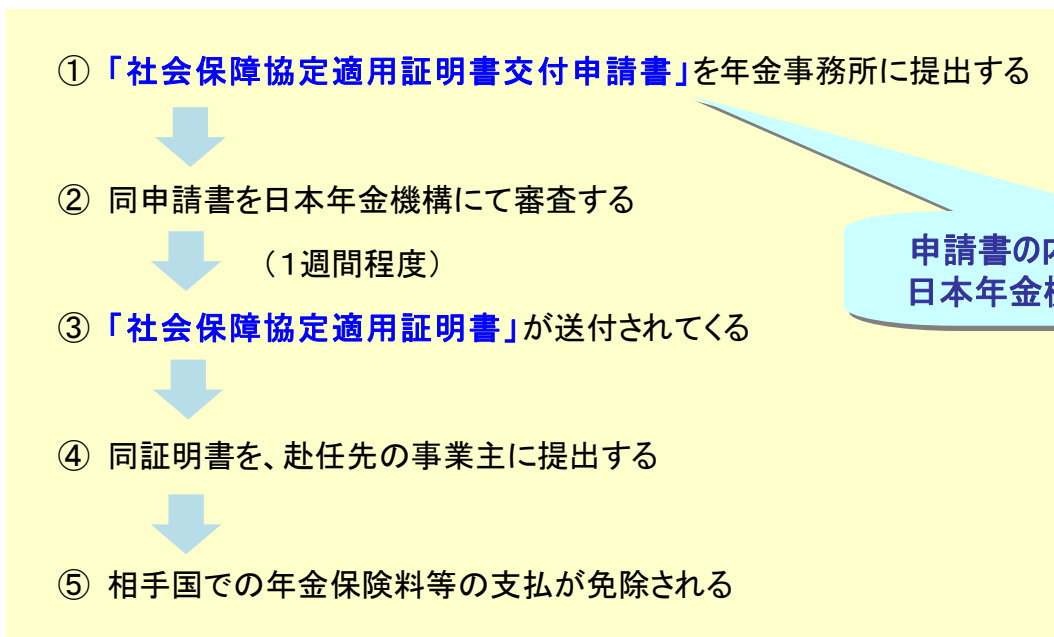 ① 「社会保障協定適用証明書交付申請書」を年金事務所に提出する
② 同申請書を日本年金機構にて審査する
（１週間程度）
申請書の
日本年金
③ 「社会保障協定適用証明書」が送付されてくる
④ 同証明書を、赴任先の事業主に提出する
⑤ 相手国での年金保険料等の支払が免除される